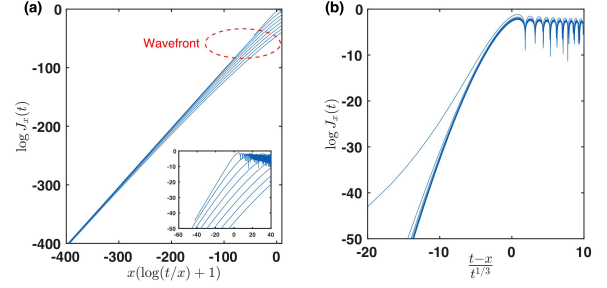 (a)
0
-100
-200
-300
-400
log Jₓ(t)
Wavefront
0
-10
-20
-30
-40
-50
-60 -40 -20 0 20 40
-400 -300 -200 -100 0
x(log(t/x) + 1)
(b)
0
-10
-20
-30
-40
-50
log Jₓ(t)
-20 -10 0 10
t−x
t^{1/3}